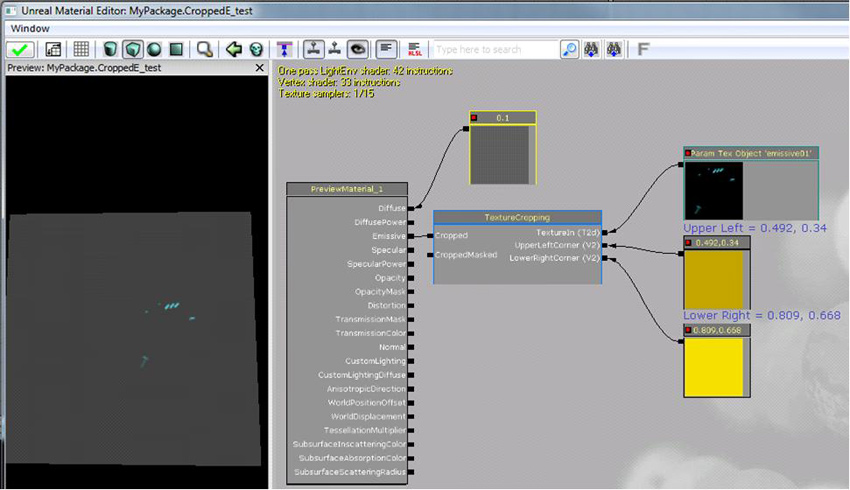 Unreal Material Editor: MyPackage.CroppedE_test
Window
HLSL
Type here to search
F
Preview: MyPackage.CroppedE_test
One pass LightEnv shader: 42 instructions
Vertex shader: 33 instructions
Texture samplers: 1/15
0.1
PreviewMaterial_1
Diffuse
DiffusePower
Emissive
Specular
SpecularPower
Opacity
OpacityMask
Distortion
TransmissionMask
TransmissionColor
Normal
CustomLighting
CustomLightingDiffuse
AnisotropicDirection
WorldPositionOffset
WorldDisplacement
TessellationMultiplier
SubsurfaceInscatteringColor
SubsurfaceAbsorptionColor
SubsurfaceScatteringRadius
TextureCropping
Cropped
CroppedMasked
TextureIn (T2d)
UpperLeftCorner (V2)
LowerRightCorner (V2)
Param Tex Object 'emissive01'
Upper Left = 0.492, 0.34
0.492,0.34
Lower Right = 0.809, 0.668
0.809,0.668